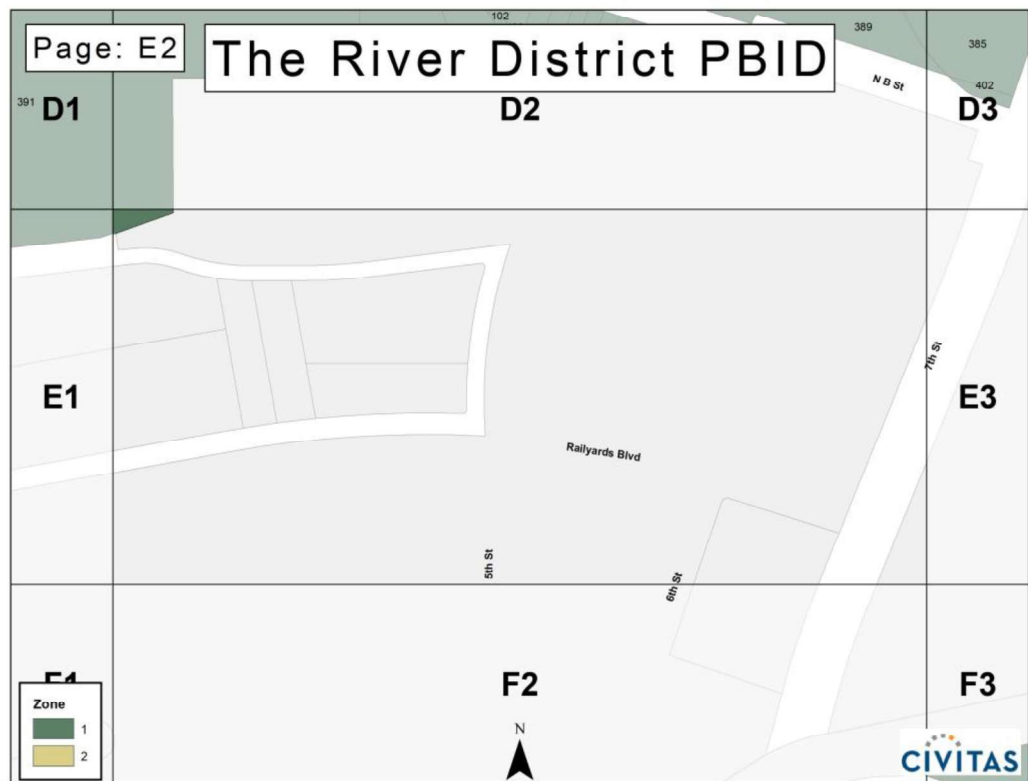 102
389
385
Page: E2
The River District PBID
N B St
402
391
D1
D2
D3
7th St
E1
E3
Railyards Blvd
5th St
6th St
F1
F2
F3
Zone
1
2
N
CIVITAS